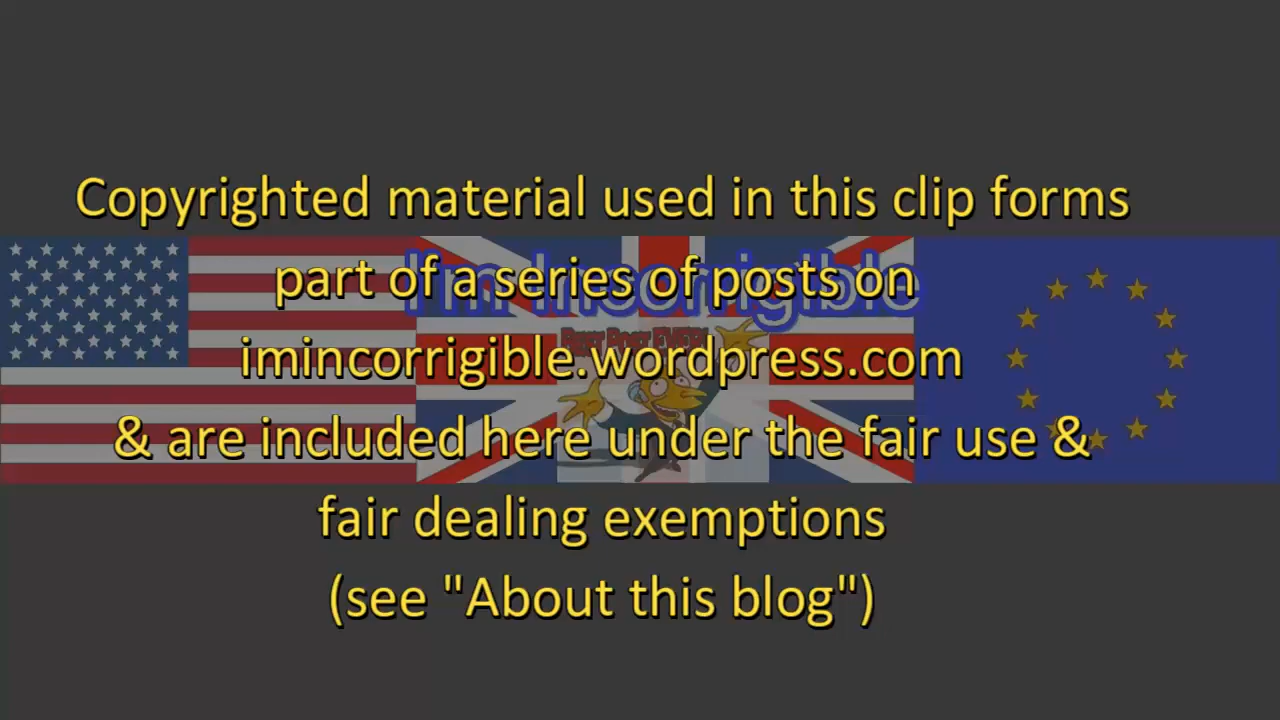 Copyrighted material used in this clip forms
part of a series of posts on
I'm Incorrigible
imincorrigible.wordpress.com
& are included here under the fair use &
fair dealing exemptions
(see "About this blog")